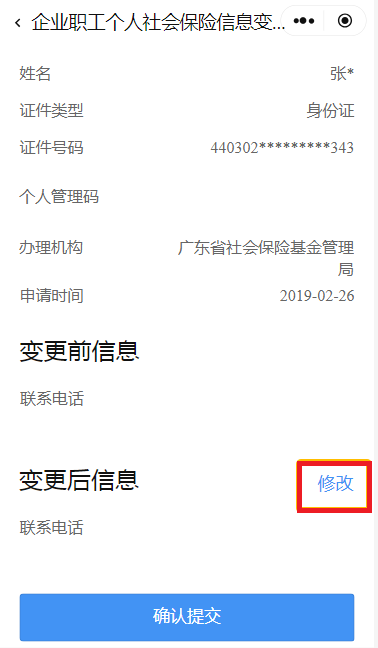 企业职工个人社会保险信息变...
姓名 张*
证件类型 身份证
证件号码 440302*********343
个人管理码
办理机构 广东省社会保险基金管理
局
申请时间 2019-02-26
变更前信息
联系电话
变更后信息 修改
联系电话
确认提交